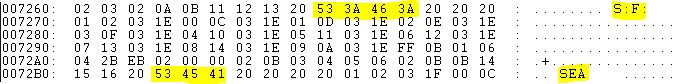 007260: 02 03 02 0A 0B 11 12 13 20 53 3A 46 3A 20 20 20 : ........ S:F:
007270: 01 02 03 1E 00 0C 03 1E 01 0D 03 1E 02 0E 03 1E : ................
007280: 03 0F 03 1E 04 10 03 1E 05 11 03 1E 06 12 03 1E : ................
007290: 07 13 03 1E 08 14 03 1E 09 0A 03 1E FF 0B 01 06 : ................
0072A0: 04 2B EB 02 00 00 02 0B 03 04 05 06 02 0B 0B 14 : .+..............
0072B0: 15 16 20 53 45 41 20 20 20 20 01 02 03 1F 00 0C : .. SEA    ......